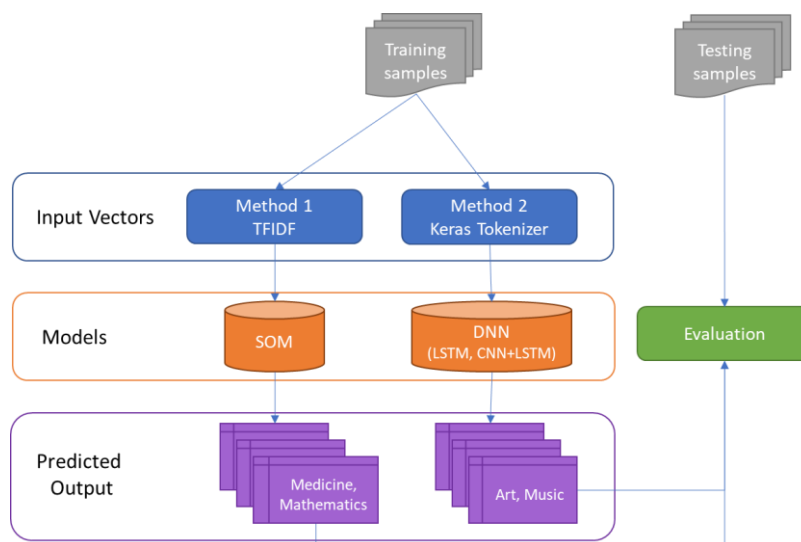 Training
samples
Testing
samples
Input Vectors
Method 1
TFIDF
Method 2
Keras Tokenizer
Models
SOM
DNN
(LSTM, CNN+LSTM)
Evaluation
Predicted
Output
Medicine,
Mathematics
Art, Music